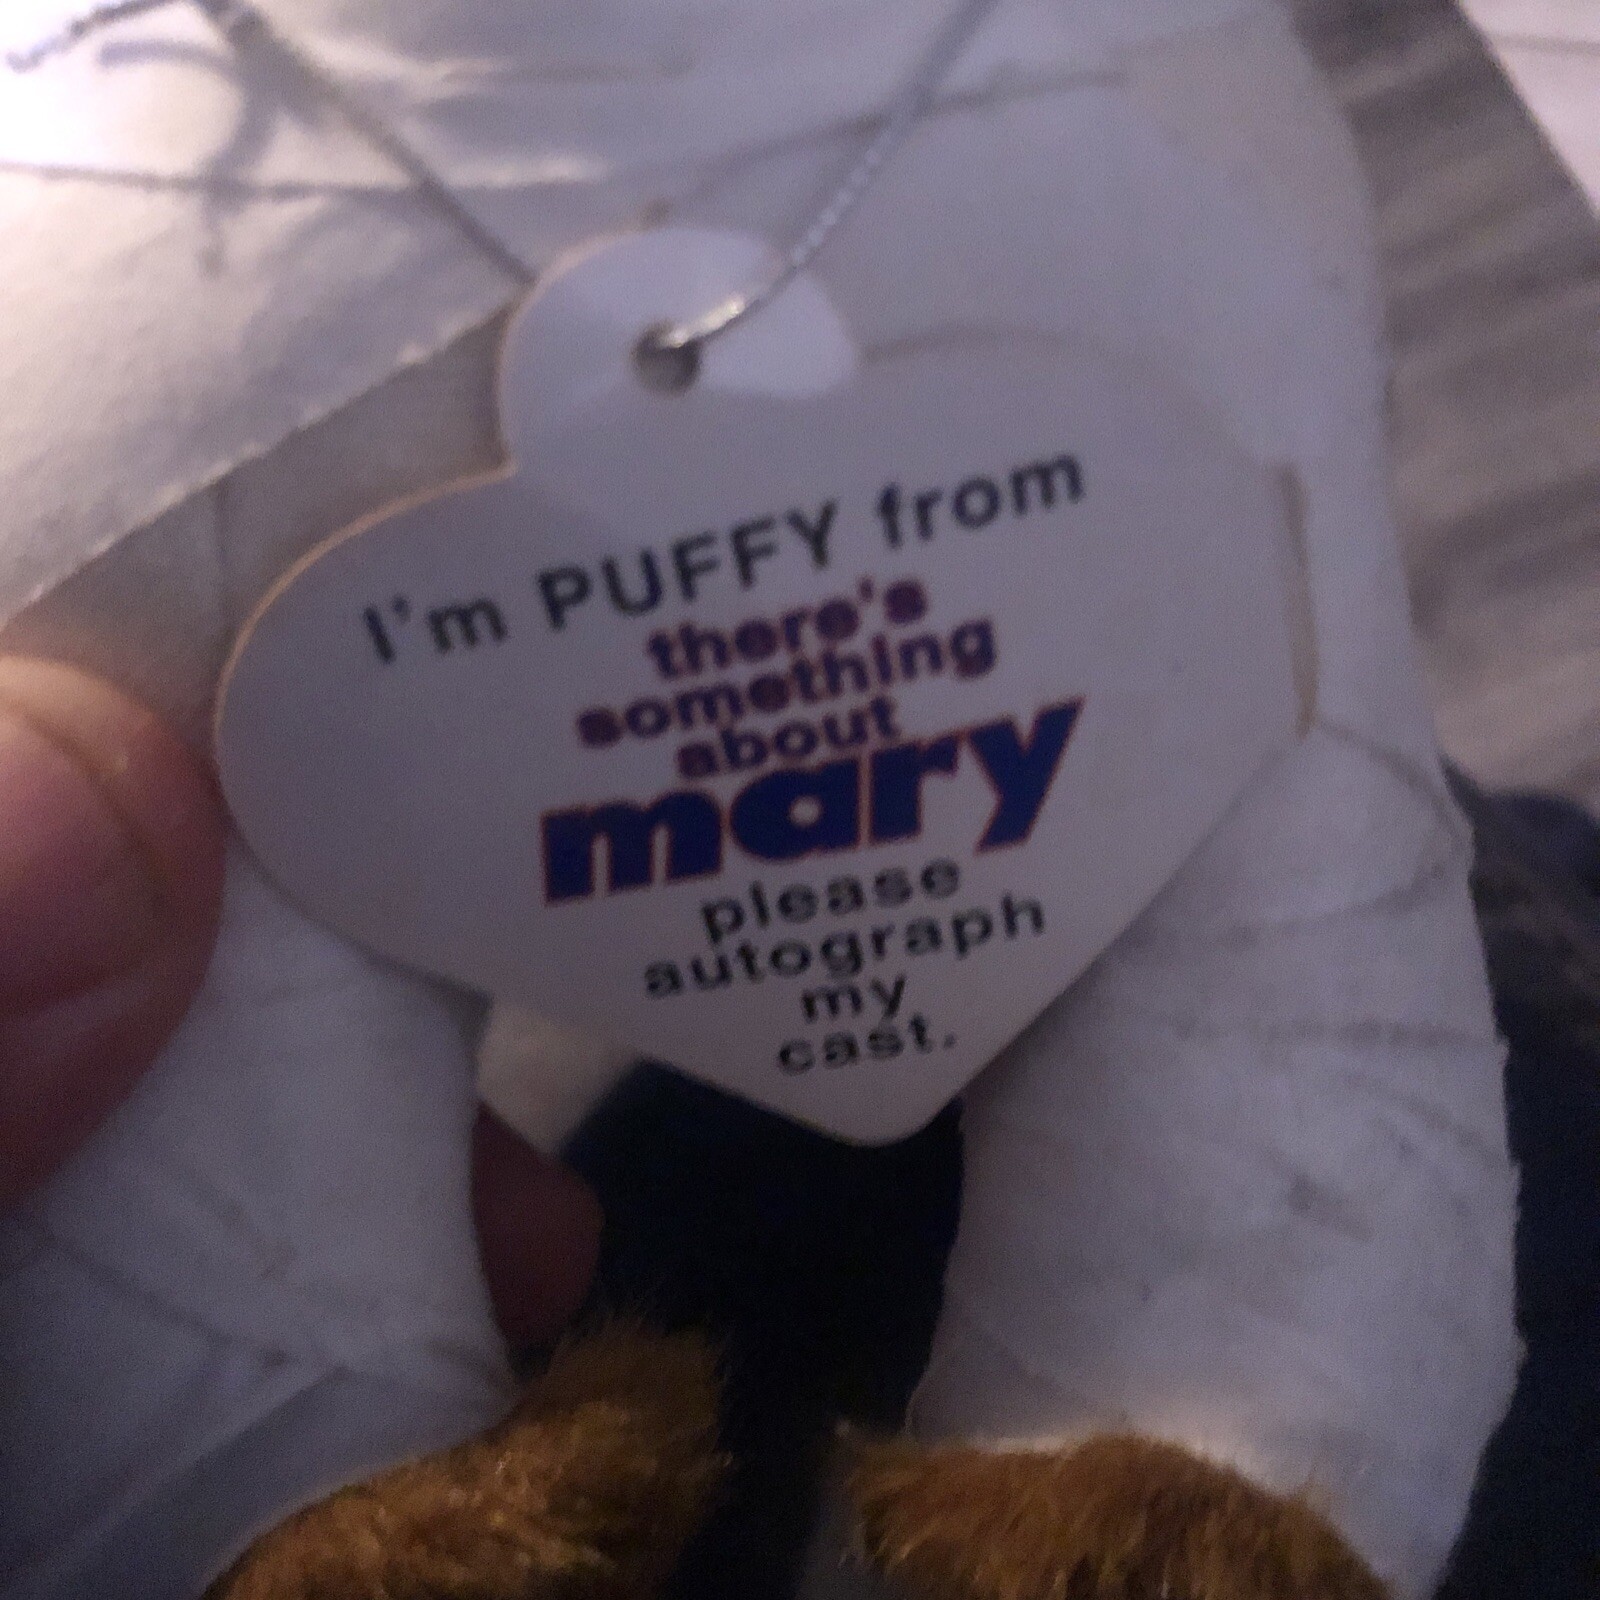 I'm PUFFY from
there's
something
about
mary
please
autograph
my
cast.